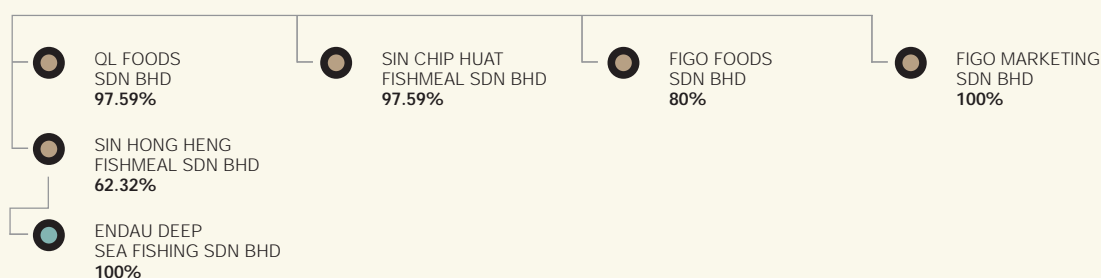 QL FOODS
SDN BHD
97.59%
SIN CHIP HUAT
FISHMEAL SDN BHD
97.59%
FIGO FOODS
SDN BHD
80%
FIGO MARKETING
SDN BHD
100%
SIN HONG HENG
FISHMEAL SDN BHD
62.32%
ENDAU DEEP
SEA FISHING SDN BHD
100%